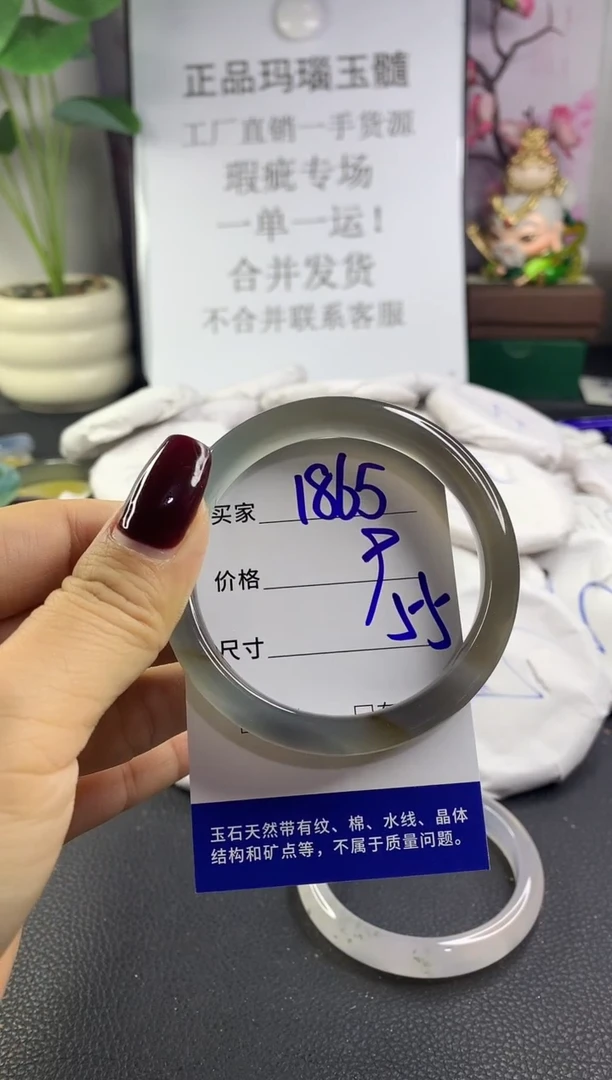 正品玛瑙玉髓
工厂直销一手货源
瑕疵专场
一单一运！
合并发货
不合并联系客服
买家 1865
价格
尺寸
玉石天然带有纹、棉、水线、晶体
结构和矿点等，不属于质量问题。